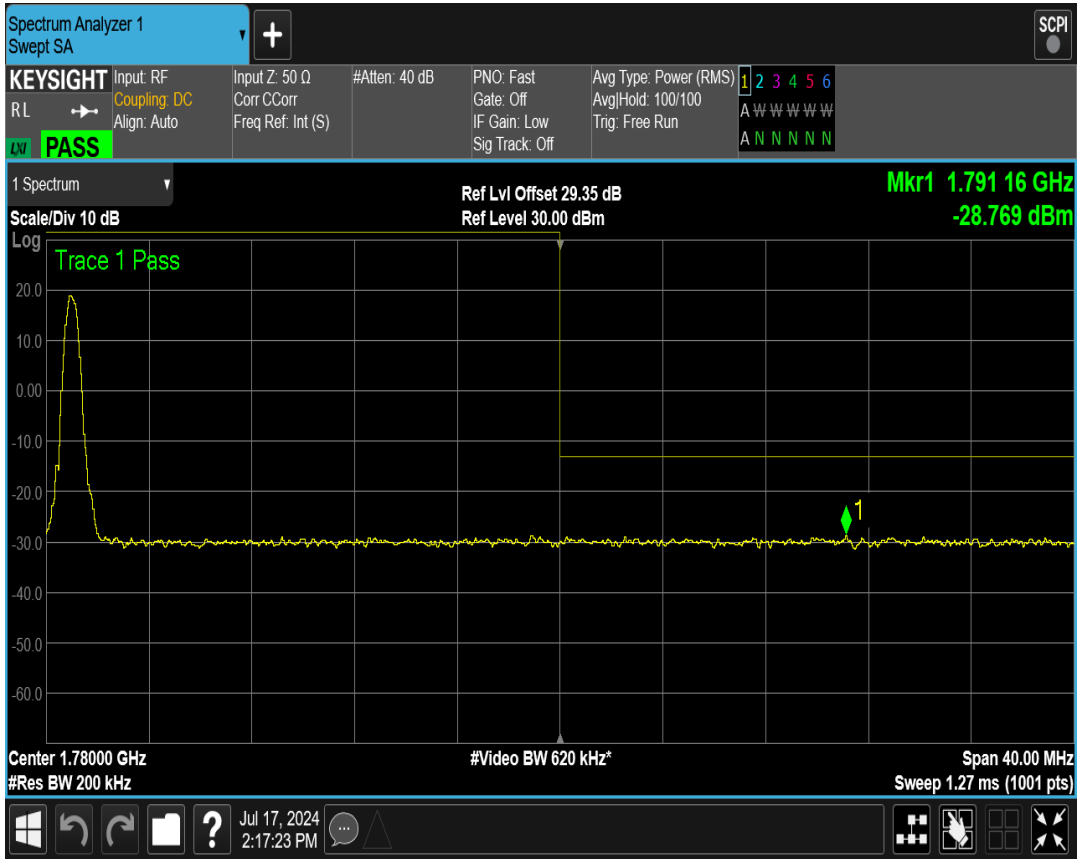 Spectrum Analyzer 1
Swept SA
+
SCPI
KEYSIGHT
RL
LXI PASS
Input: RF
Coupling: DC
Align: Auto
Input Z: 50 Ω
Corr CCorr
Freq Ref: Int (S)
#Atten: 40 dB
PNO: Fast
Gate: Off
IF Gain: Low
Sig Track: Off
Avg Type: Power (RMS)
Avg|Hold: 100/100
Trig: Free Run
1 2 3 4 5 6
A W W W W W
A N N N N N
1 Spectrum
Scale/Div 10 dB
Ref Lvl Offset 29.35 dB
Ref Level 30.00 dBm
Mkr1 1.791 16 GHz
-28.769 dBm
Log
Trace 1 Pass
20.0
10.0
0.00
-10.0
-20.0
1
-30.0
-40.0
-50.0
-60.0
Center 1.78000 GHz
#Res BW 200 kHz
#Video BW 620 kHz*
Span 40.00 MHz
Sweep 1.27 ms (1001 pts)
?
Jul 17, 2024
2:17:23 PM